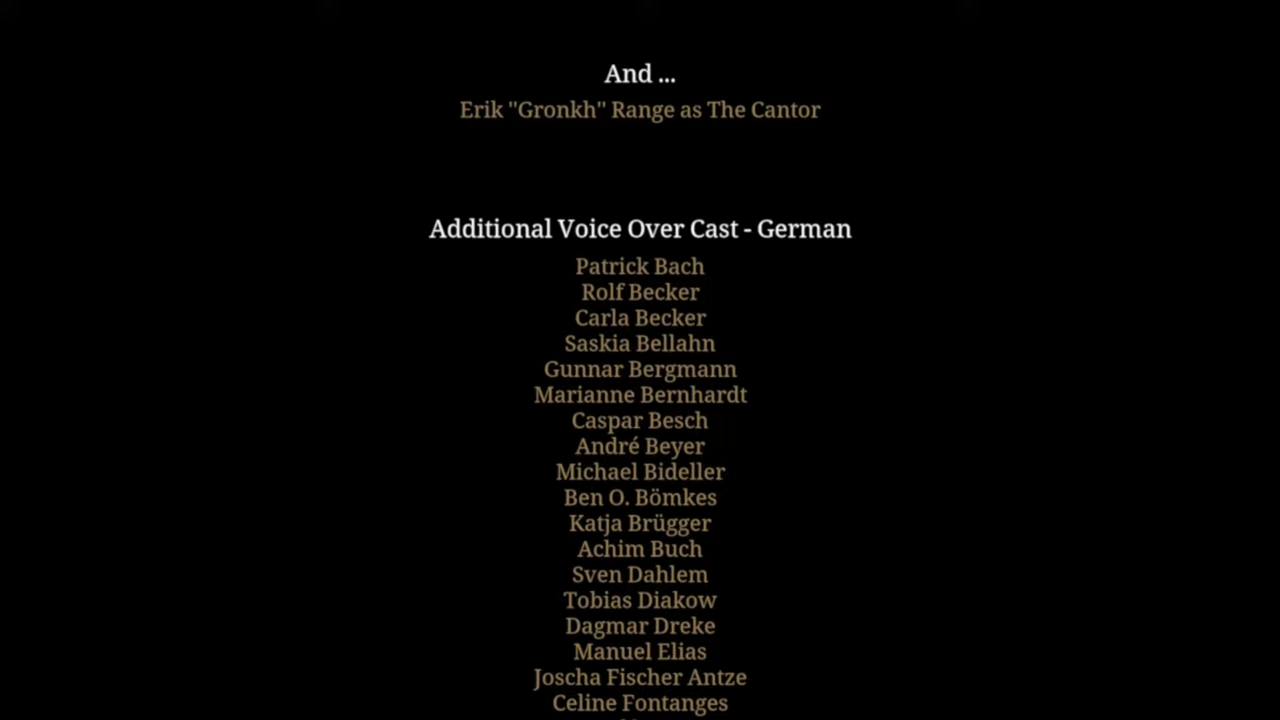 And ...
Erik "Gronkh" Range as The Cantor
Additional Voice Over Cast - German
Patrick Bach
Rolf Becker
Carla Becker
Saskia Bellahn
Gunnar Bergmann
Marianne Bernhardt
Caspar Besch
André Beyer
Michael Bideller
Ben O. Bömkes
Katja Brügger
Achim Buch
Sven Dahlem
Tobias Diakow
Dagmar Dreke
Manuel Elias
Joscha Fischer Antze
Celine Fontanges